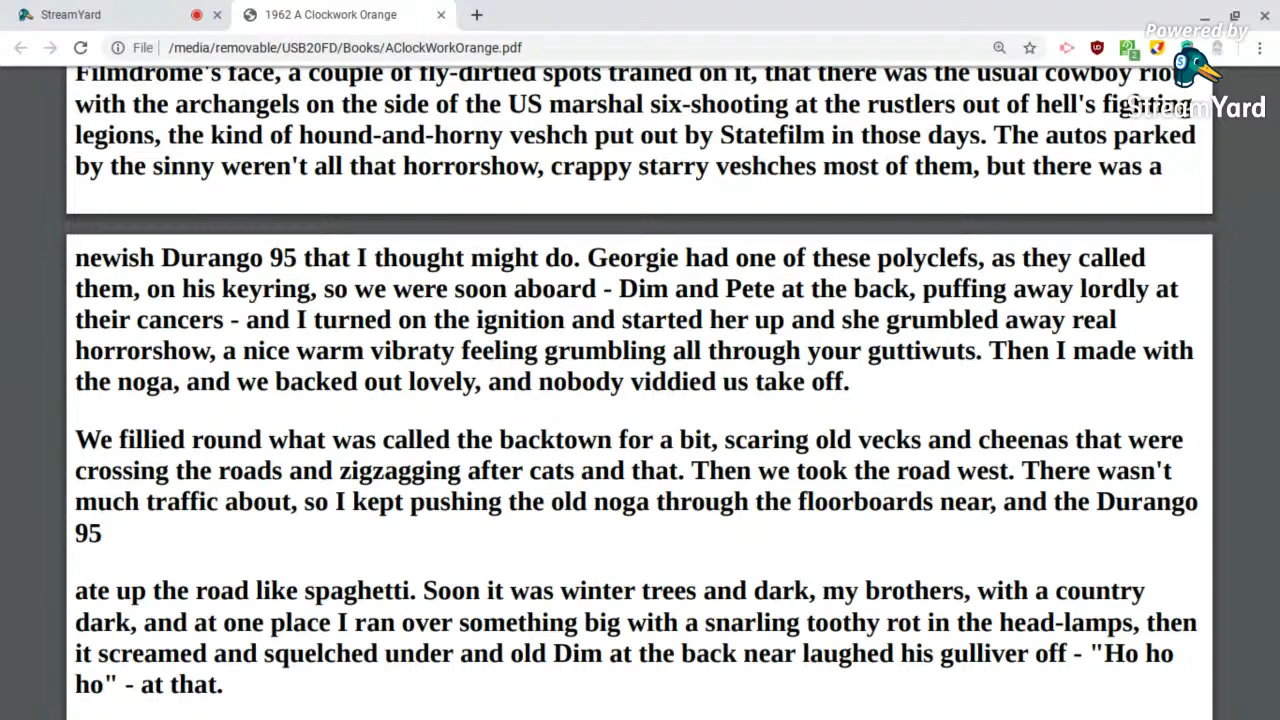 StreamYard
1962 A Clockwork Orange
Powered by
File
/media/removable/USB20FD/Books/AClockWorkOrange.pdf
StreamYard
Filmdrome's face, a couple of fly-dirtied spots trained on it, that there was the usual cowboy riot
with the archangels on the side of the US marshal six-shooting at the rustlers out of hell's fighting
legions, the kind of hound-and-horny veshch put out by Statefilm in those days. The autos parked
by the sinny weren't all that horrorshow, crappy starry veshches most of them, but there was a
newish Durango 95 that I thought might do. Georgie had one of these polyclefs, as they called
them, on his keyring, so we were soon aboard - Dim and Pete at the back, puffing away lordly at
their cancers - and I turned on the ignition and started her up and she grumbled away real
horrorshow, a nice warm vibraty feeling grumbling all through your guttiwuts. Then I made with
the noga, and we backed out lovely, and nobody viddied us take off.
We fillied round what was called the backtown for a bit, scaring old vecks and cheenas that were
crossing the roads and zigzagging after cats and that. Then we took the road west. There wasn't
much traffic about, so I kept pushing the old noga through the floorboards near, and the Durango
95
ate up the road like spaghetti. Soon it was winter trees and dark, my brothers, with a country
dark, and at one place I ran over something big with a snarling toothy rot in the head-lamps, then
it screamed and squelched under and old Dim at the back near laughed his gulliver off - "Ho ho
ho" - at that.